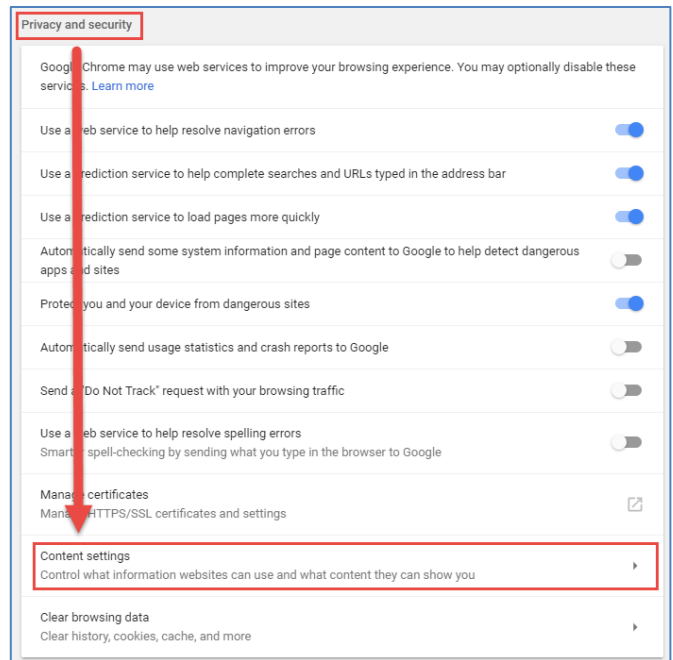 Privacy and security
Google Chrome may use web services to improve your browsing experience. You may optionally disable these
services. Learn more
Use a web service to help resolve navigation errors
Use a prediction service to help complete searches and URLs typed in the address bar
Use a prediction service to load pages more quickly
Automatically send some system information and page content to Google to help detect dangerous
apps and sites
Protect you and your device from dangerous sites
Automatically send usage statistics and crash reports to Google
Send a "Do Not Track" request with your browsing traffic
Use a web service to help resolve spelling errors
Smarter spell-checking by sending what you type in the browser to Google
Manage certificates
Manage HTTPS/SSL certificates and settings
Content settings
Control what information websites can use and what content they can show you
Clear browsing data
Clear history, cookies, cache, and more